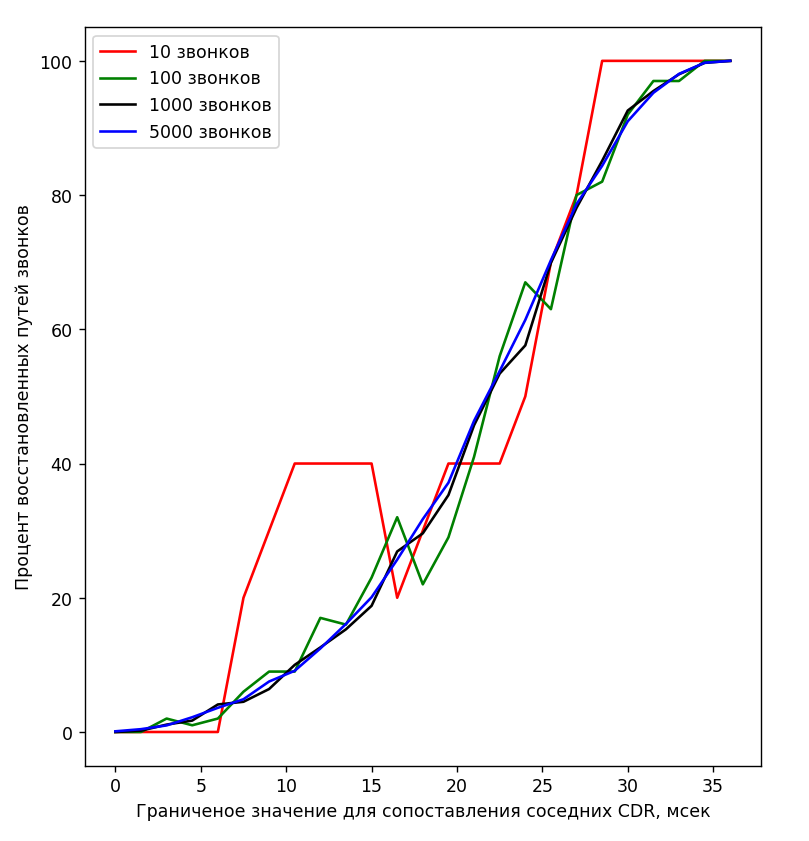 10 звонков
100 звонков
1000 звонков
5000 звонков
Процент восстановленных путей звонков
100
80
60
40
20
0
0 5 10 15 20 25 30 35
Граниченое значение для сопоставления соседних CDR, мсек